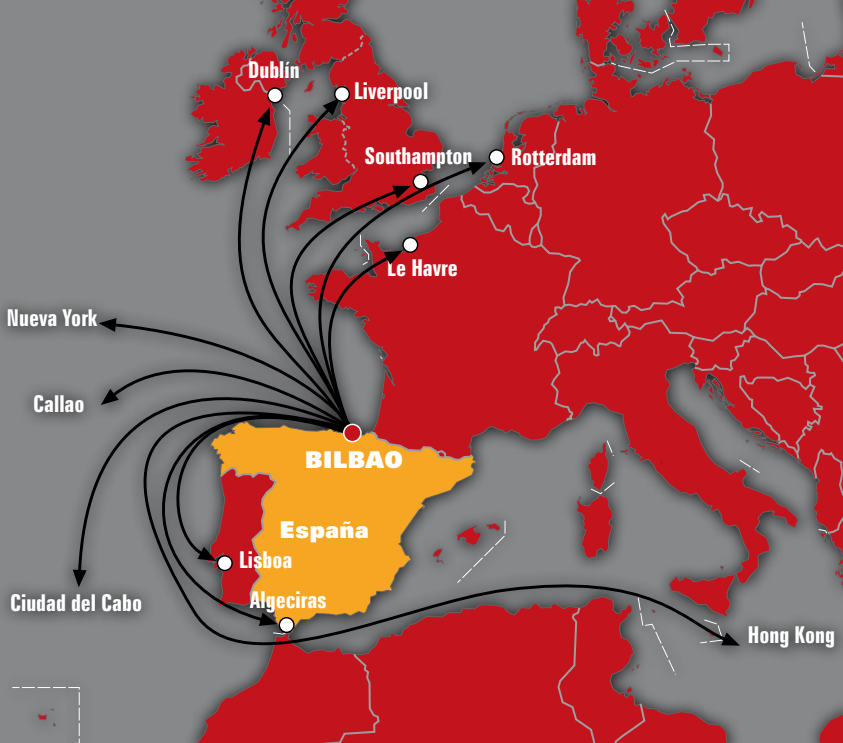 Dublín
Liverpool
Southampton
Rotterdam
Le Havre
Nueva York
Callao
BILBAO
España
Lisboa
Algeciras
Ciudad del Cabo
Hong Kong